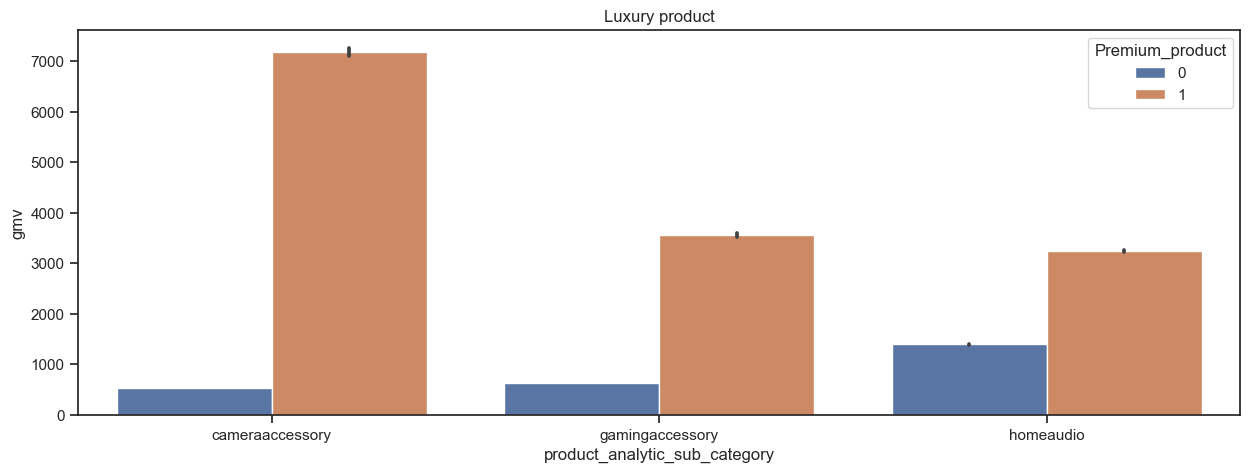 Luxury product
Premium_product
0
1
gmv
7000
6000
5000
4000
3000
2000
1000
0
cameraaccessory
gamingaccessory
homeaudio
product_analytic_sub_category